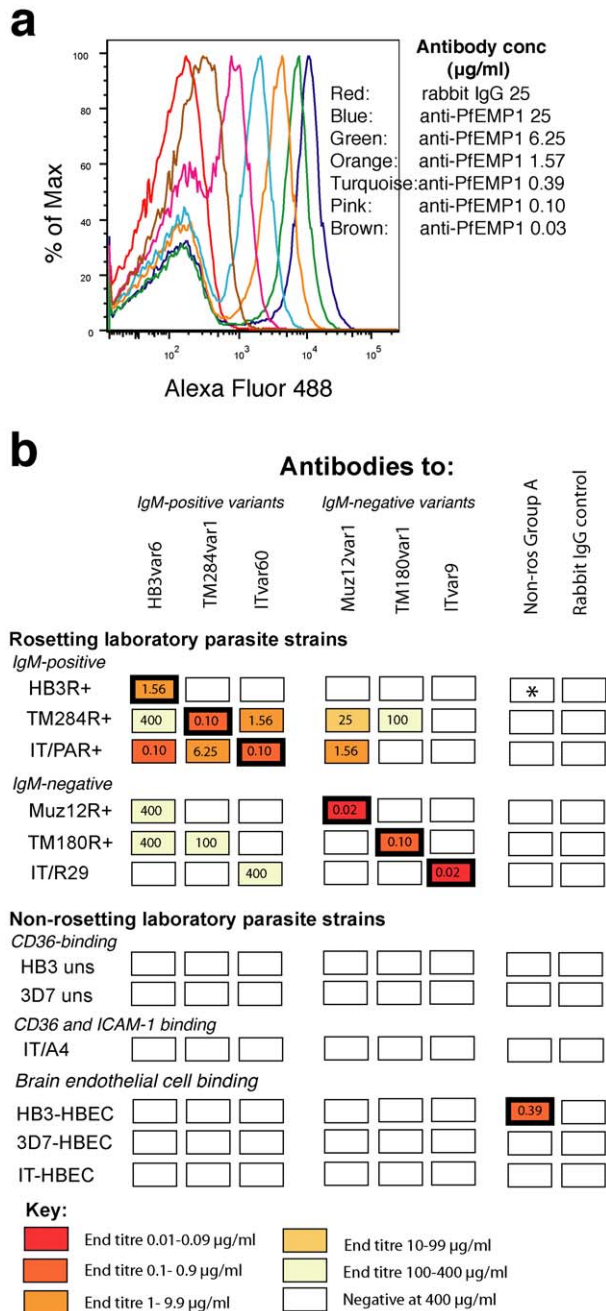 a
Antibody conc
(µg/ml)
Red: rabbit IgG 25
Blue: anti-PfEMP1 25
Green: anti-PfEMP1 6.25
Orange: anti-PfEMP1 1.57
Turquoise:anti-PfEMP1 0.39
Pink: anti-PfEMP1 0.10
Brown: anti-PfEMP1 0.03
% of Max
100
80
60
40
20
0
10² 10³ 10⁴ 10⁵
Alexa Fluor 488
b
Antibodies to:
IgM-positive variants IgM-negative variants
HB3var6 TM284var1 ITvar60 Muz12var1 TM180var1 ITvar9 Non-ros Group A Rabbit IgG control
Rosetting laboratory parasite strains
IgM-positive
HB3R+ 1.56 *
TM284R+ 400 0.10 1.56 25 100
IT/PAR+ 0.10 6.25 0.10 1.56
IgM-negative
Muz12R+ 400 0.02
TM180R+ 400 100 0.10
IT/R29 400 0.02
Non-rosetting laboratory parasite strains
CD36-binding
HB3 uns
3D7 uns
CD36 and ICAM-1 binding
IT/A4
Brain endothelial cell binding
HB3-HBEC 0.39
3D7-HBEC
IT-HBEC
Key:
End titre 0.01-0.09 µg/ml End titre 10-99 µg/ml
End titre 0.1- 0.9 µg/ml End titre 100-400 µg/ml
End titre 1- 9.9 µg/ml Negative at 400 µg/ml